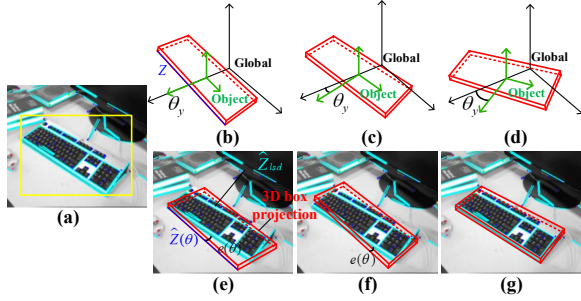 Z
Global
Object
θy
(b)
Global
Object
θy
(c)
Global
Object
θy
(d)
(a)
Ẑlsd
3D box
projection
Ẑ(θ)
e(θ)
(e)
e(θ)
(f)
(g)